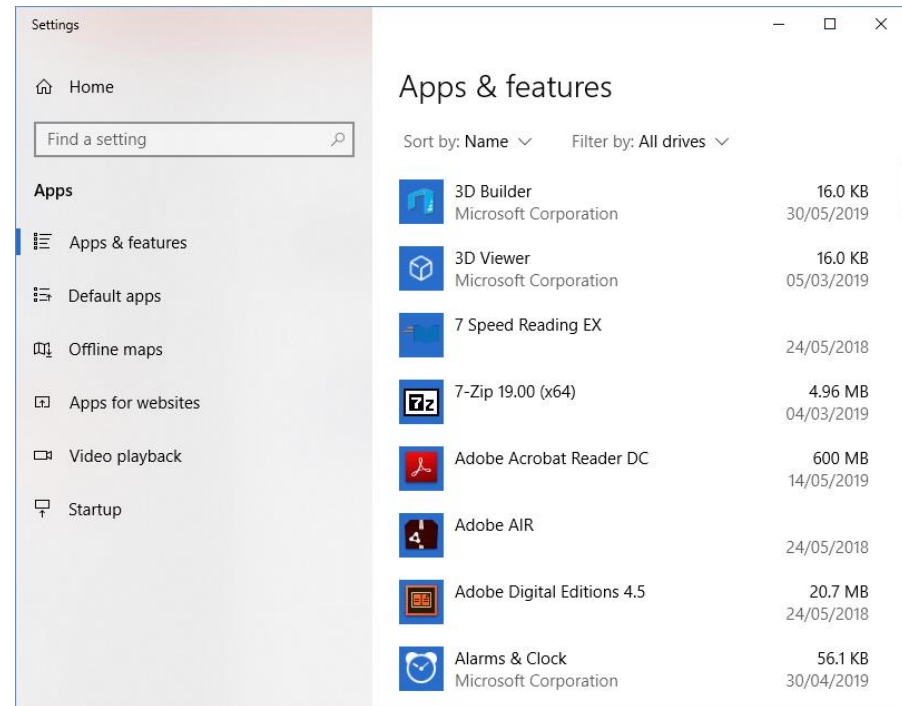 Settings
Home
Find a setting
Apps
Apps & features
Default apps
Offline maps
Apps for websites
Video playback
Startup
Apps & features
Sort by: Name Filter by: All drives
3D Builder 16.0 KB
Microsoft Corporation 30/05/2019
3D Viewer 16.0 KB
Microsoft Corporation 05/03/2019
7 Speed Reading EX
24/05/2018
7z
7-Zip 19.00 (x64) 4.96 MB
04/03/2019
Adobe Acrobat Reader DC 600 MB
14/05/2019
Adobe AIR
24/05/2018
Adobe Digital Editions 4.5 20.7 MB
24/05/2018
Alarms & Clock 56.1 KB
Microsoft Corporation 30/04/2019